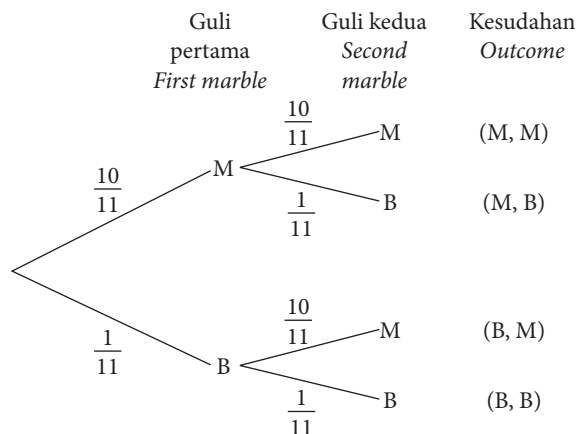 Guli pertama
First marble
Guli kedua
Second marble
Kesudahan
Outcome
10/11
M
10/11
M
(M, M)
1/11
B
(M, B)
1/11
B
10/11
M
(B, M)
1/11
B
(B, B)